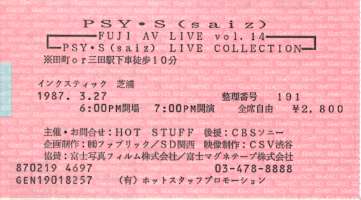 PSY・S(saiz)
FUJI AV LIVE vol.14
PSY・S(saiz) LIVE COLLECTION
※田町or三田駅下車徒歩10分
インクスティック 芝浦
1987. 3.27 整理番号 191
6:00PM開場 7:00PM開演 全席自由 ¥2,800
主催・お問合せ:HOT STUFF 後援:CBSソニー
企画制作:㈱ファブリック/SD関西 映像制作:CSV渋谷
協賛:富士写真フィルム株式会社/富士マグネテープ株式会社
870219 4697 03-478-8888
GEN19018257 (有)ホットスタッフプロモーション